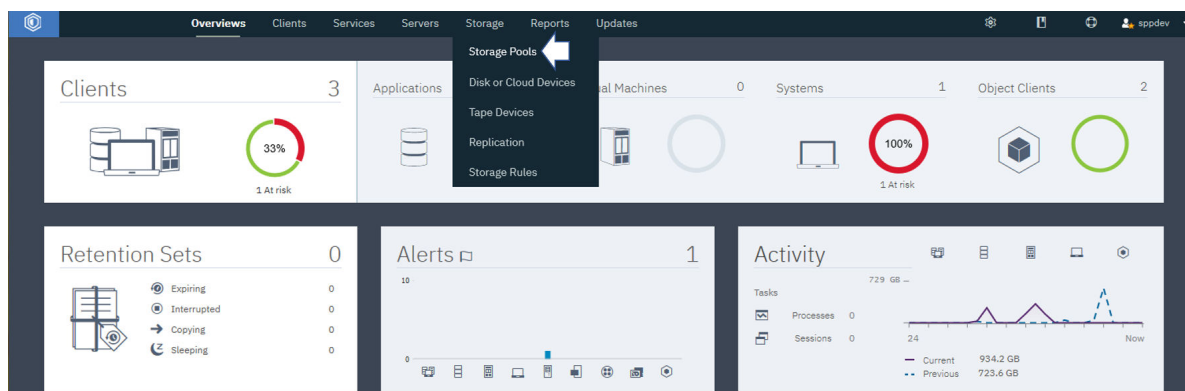 Overviews Clients Services Servers Storage Reports Updates sppdev
Storage Pools
Disk or Cloud Devices
Tape Devices
Replication
Storage Rules
Clients 3
33%
1 At risk
Applications
ual Machines 0
Systems 1
100%
1 At risk
Object Clients 2
Retention Sets 0
Expiring 0
Interrupted 0
Copying 0
Sleeping 0
Alerts 1
10
0
Activity
729 GB
Tasks
Processes 0
Sessions 0
24 Now
Current 934.2 GB
Previous 723.6 GB